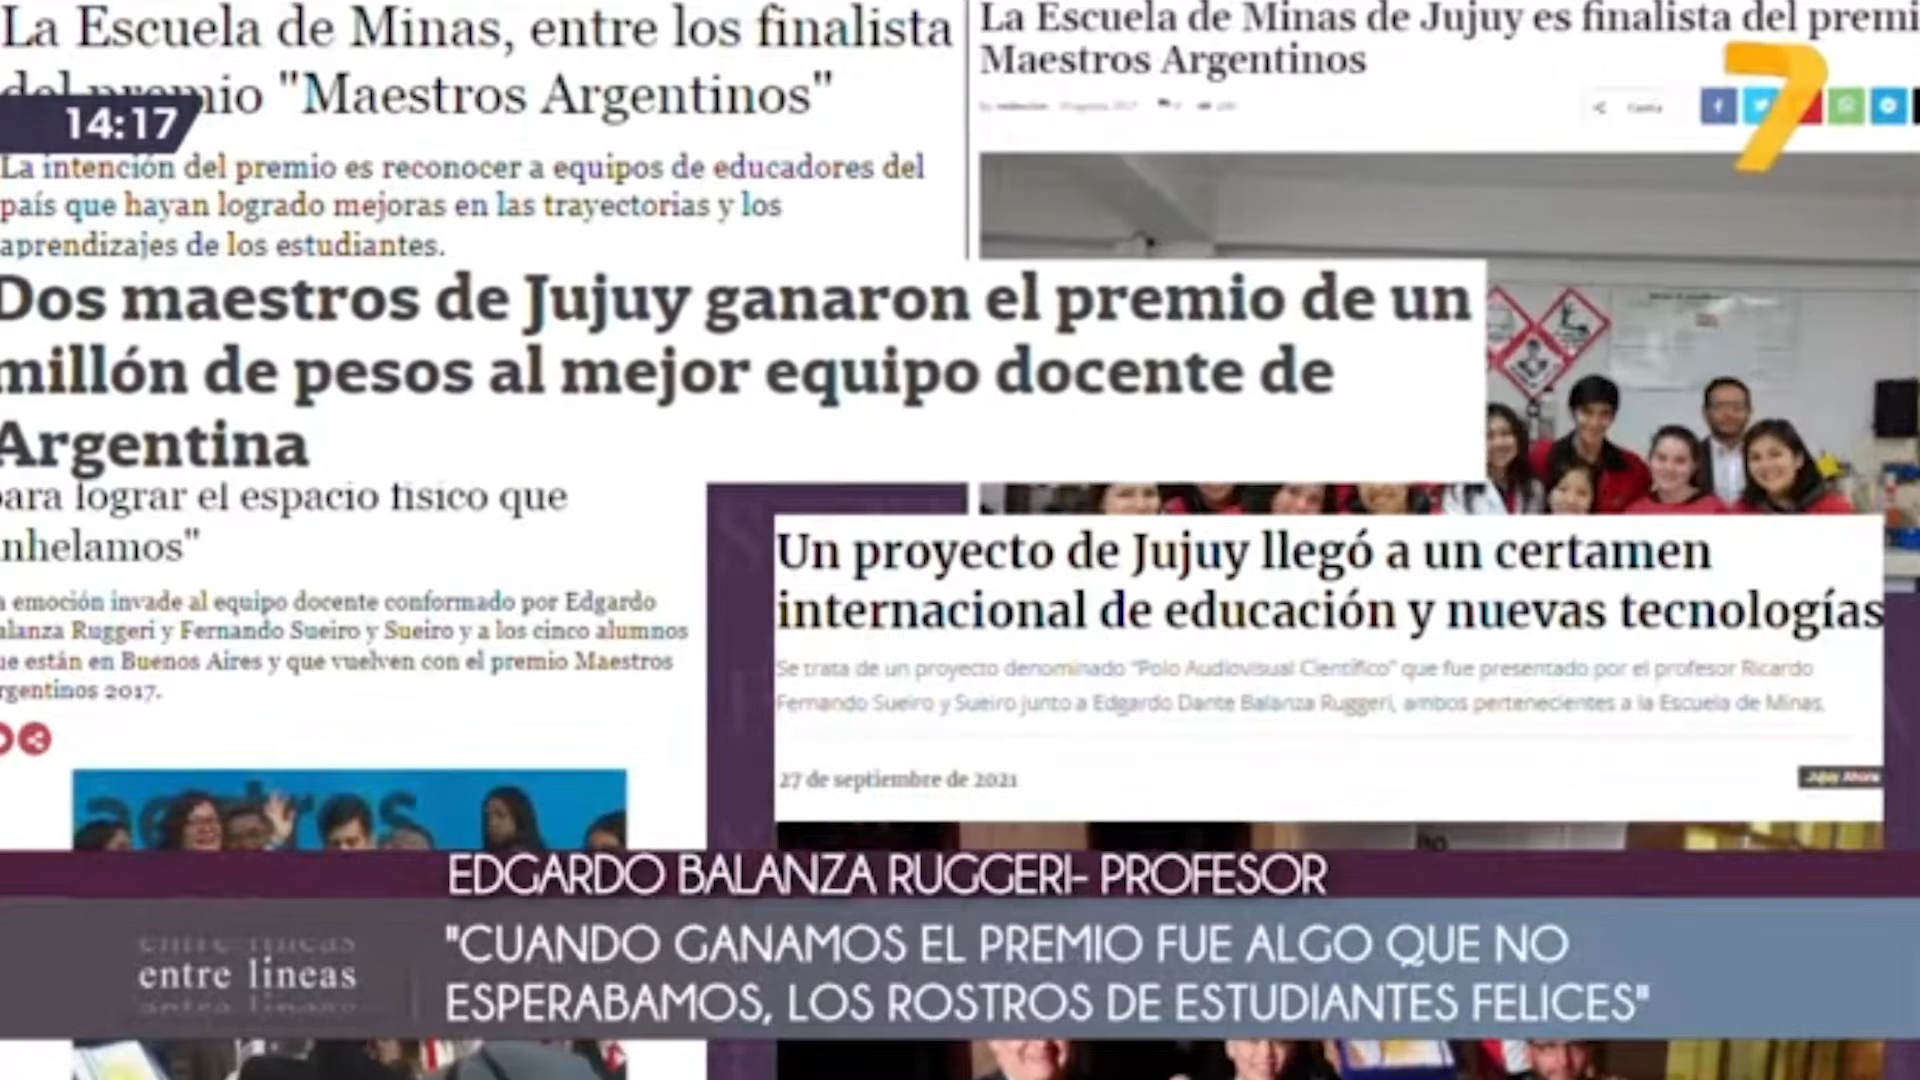 La Escuela de Minas, entre los finalista
del premio "Maestros Argentinos"
14:17
La intención del premio es reconocer a equipos de educadores del
país que hayan logrado mejoras en las trayectorias y los
aprendizajes de los estudiantes.
La Escuela de Minas de Jujuy es finalista del premi
Maestros Argentinos
7
Dos maestros de Jujuy ganaron el premio de un
millón de pesos al mejor equipo docente de
Argentina
para lograr el espacio físico que
nhelamos"
a emoción invade al equipo docente conformado por Edgardo
alanza Ruggeri y Fernando Sueiro y Sueiro y a los cinco alumnos
ue están en Buenos Aires y que vuelven con el premio Maestros
rgentinos 2017.
Un proyecto de Jujuy llegó a un certamen
internacional de educación y nuevas tecnologías
Se trata de un proyecto denominado "Polo Audiovisual Científico" que fue presentado por el profesor Ricardo
Fernando Sueiro y Sueiro junto a Edgardo Dante Balanza Ruggeri, ambos pertenecientes a la Escuela de Minas,
27 de septiembre de 2021
Jujuy Ahora
EDGARDO BALANZA RUGGERI- PROFESOR
entre líneas
"CUANDO GANAMOS EL PREMIO FUE ALGO QUE NO
ESPERABAMOS, LOS ROSTROS DE ESTUDIANTES FELICES"